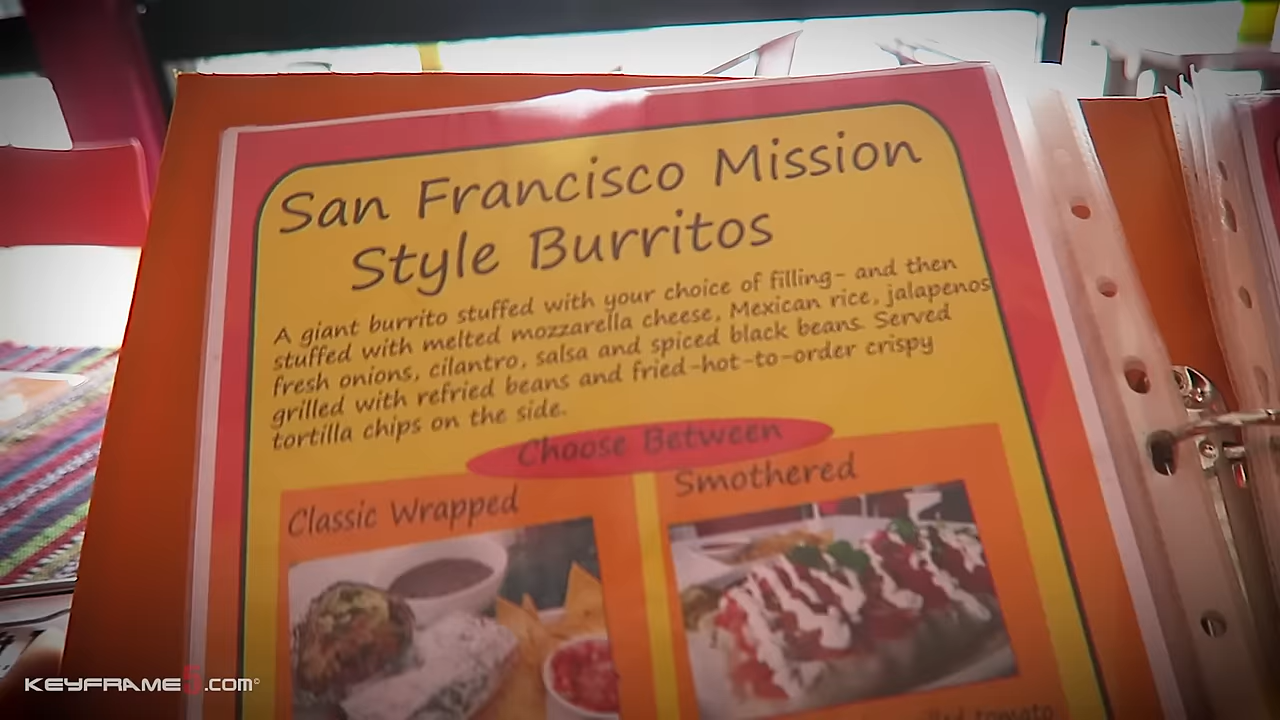 San Francisco Mission
Style Burritos
A giant burrito stuffed with your choice of filling- and then
stuffed with melted mozzarella cheese, Mexican rice, jalapenos
fresh onions, cilantro, salsa and spiced black beans. Served
grilled with refried beans and fried-hot-to-order crispy
tortilla chips on the side.
Choose Between
Classic Wrapped
Smothered
tomato
KEYFRAME5.COM©